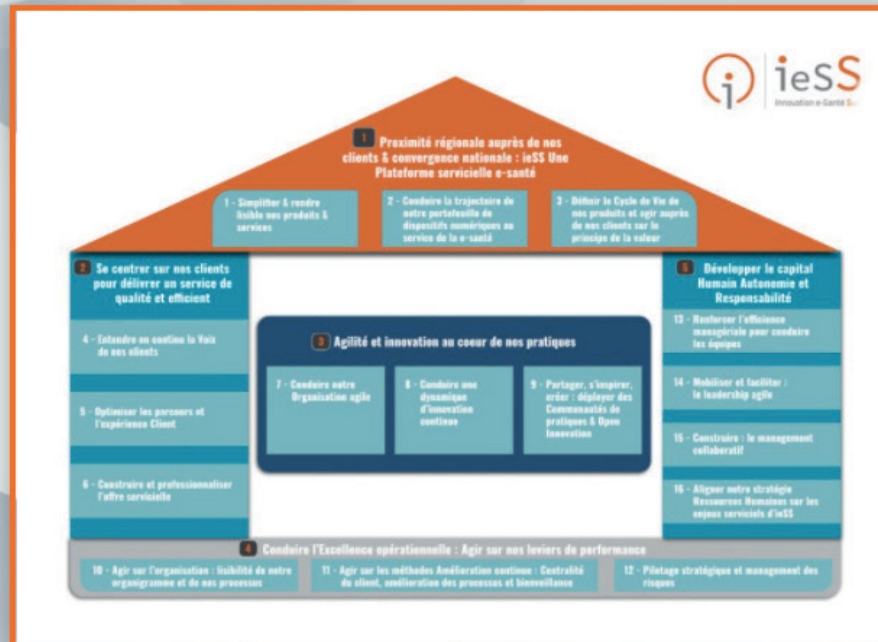 ieSS
Innovation e-Santé
1 Proximité régionale auprès de nos
clients & convergence nationale : ieSS Une
Plateforme servicielle e-santé
1 - Simplifier & rendre
lisible nos produits &
services
2 - Conduire la trajectoire de
notre portefeuille de
dispositifs numériques au
service de la e-santé
3 - Définir le Cycle de Vie de
nos produits et agir auprès
de nos clients sur le
principe de la valeur
2 Se centrer sur nos clients
pour délivrer un service de
qualité et efficient
4 - Entendre en continu la Voix
de nos clients
5 - Optimiser les parcours et
l'expérience Client
6 - Construire et professionnaliser
l'offre servicielle
3 Agilité et innovation au coeur de nos pratiques
7 - Conduire notre
Organisation agile
8 - Conduire une
dynamique
d'innovation
continue
9 - Partager, s'inspirer,
créer : déployer des
Communautés de
pratiques & Open
Innovation
5 Développer le capital
Humain Autonomie et
Responsabilité
13 - Renforcer l'efficience
managériale pour conduire
les équipes
14 - Mobiliser et faciliter :
le leadership agile
15 - Construire : le management
collaboratif
16 - Aligner notre stratégie
Ressources Humaines sur les
enjeux serviciels d'ieSS
4 Conduire l'Excellence opérationnelle : Agir sur nos leviers de performance
10 - Agir sur l'organisation : lisibilité de notre
organigramme et de nos processus
11 - Agir sur les méthodes Amélioration continue : Centralité
du client, amélioration des processus et bienveillance
12 - Pilotage stratégique et management des
risques